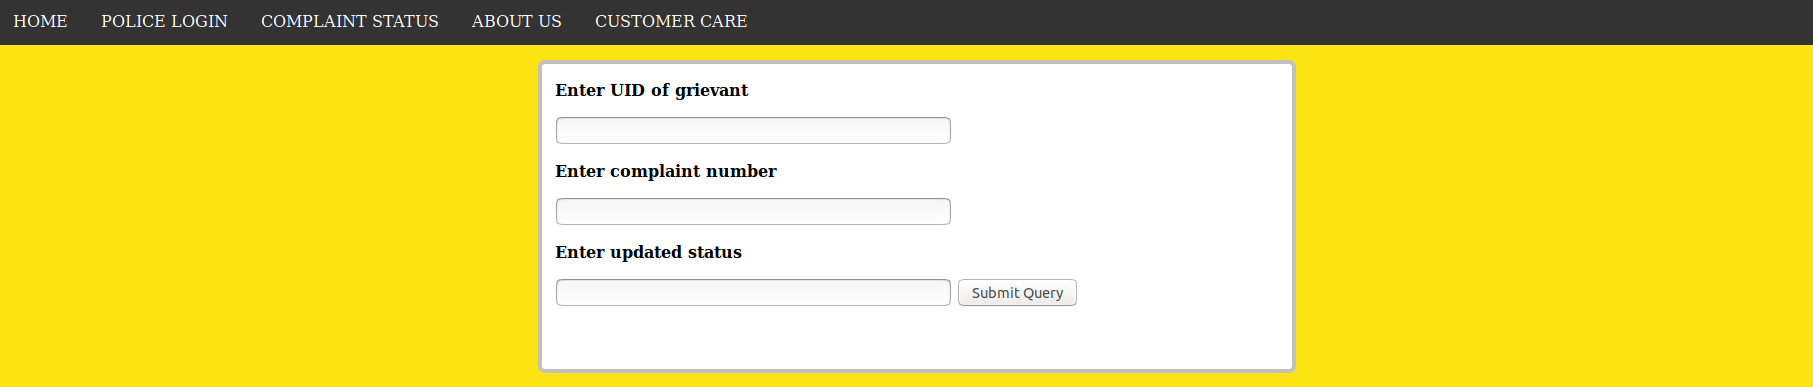 HOME POLICE LOGIN COMPLAINT STATUS ABOUT US CUSTOMER CARE
Enter UID of grievant
Enter complaint number
Enter updated status
Submit Query